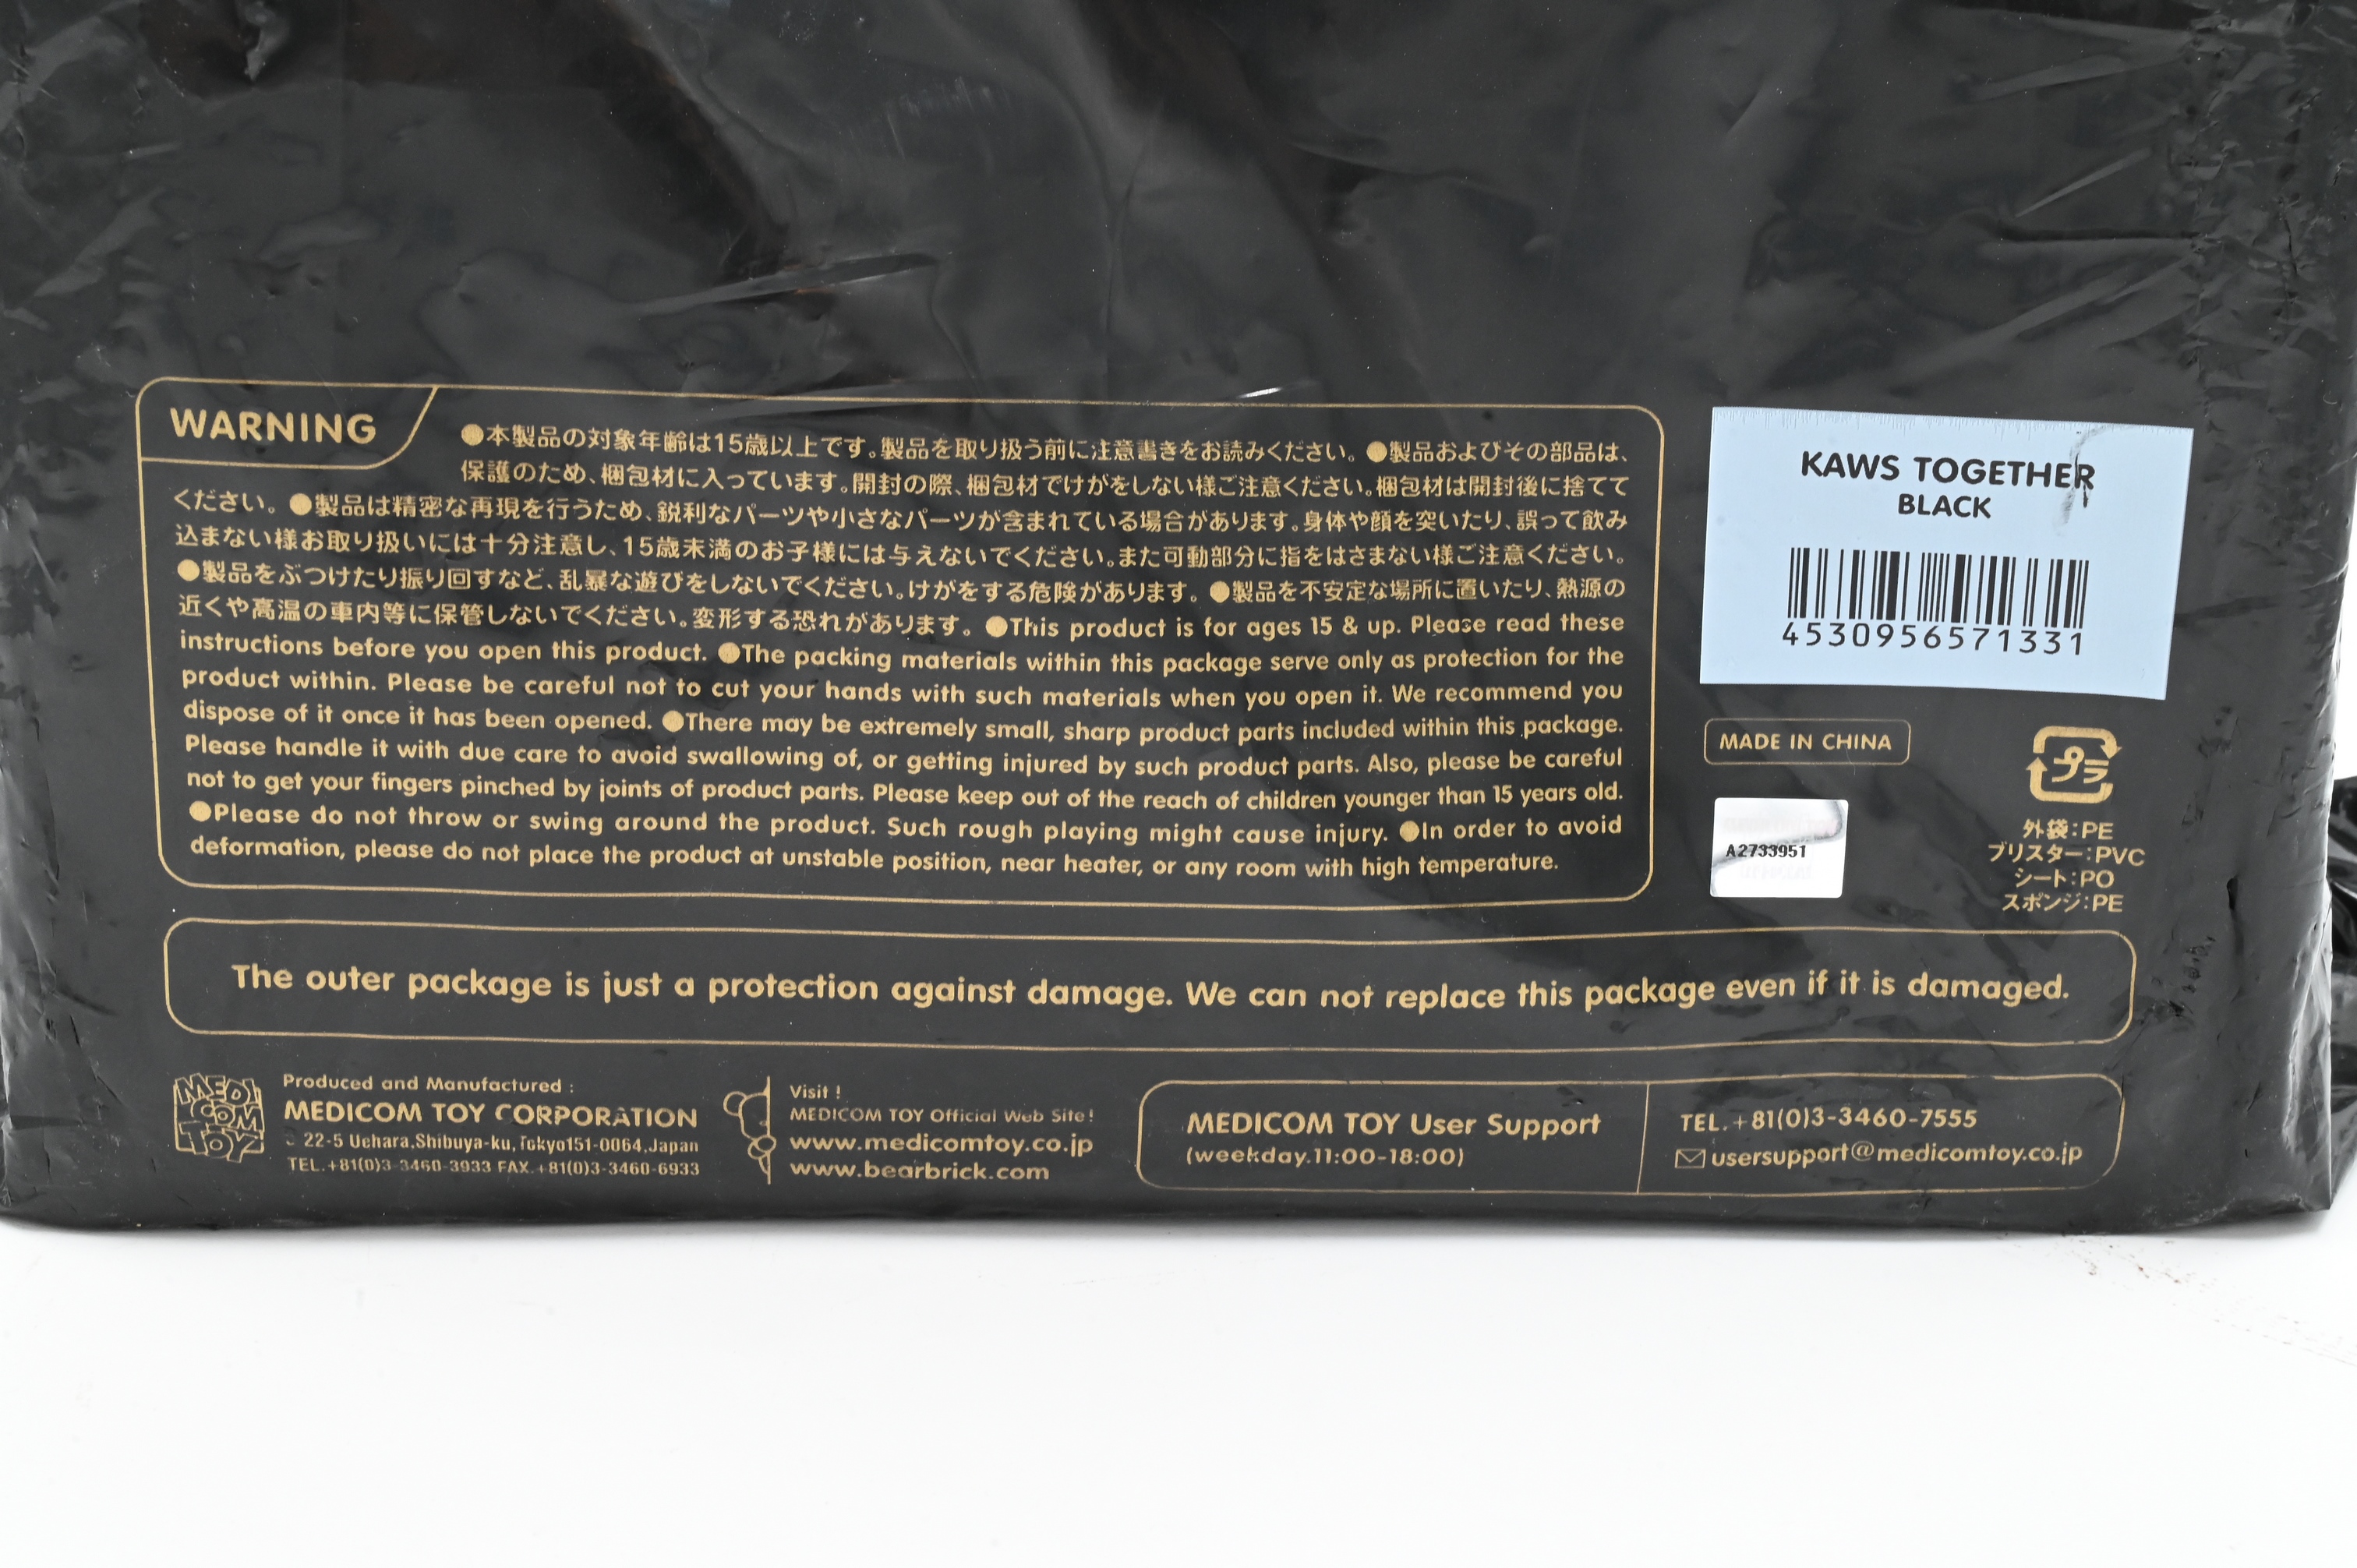 WARNING
●本製品の対象年齢は15歳以上です。製品を取り扱う前に注意書きをお読みください。 ●製品およびその部品は、
保護のため、梱包材に入っています。開封の際、梱包材でけがをしない様ご注意ください。梱包材は開封後に捨てて
ください。 ●製品は精密な再現を行うため、鋭利なパーツや小さなパーツが含まれている場合があります。身体や顔を突いたり、誤って飲み
込まない様お取り扱いには十分注意し、15歳未満のお子様には与えないでください。また可動部分に指をはさまない様ご注意ください。
●製品をぶつけたり振り回すなど、乱暴な遊びをしないでください。けがをする危険があります。 ●製品を不安定な場所に置いたり、熱源の
近くや高温の車内等に保管しないでください。変形する恐れがあります。 ●This product is for ages 15 & up. Please read these
instructions before you open this product. ●The packing materials within this package serve only as protection for the
product within. Please be careful not to cut your hands with such materials when you open it. We recommend you
dispose of it once it has been opened. ●There may be extremely small, sharp product parts included within this package.
Please handle it with due care to avoid swallowing of, or getting injured by such product parts. Also, please be careful
not to get your fingers pinched by joints of product parts. Please keep out of the reach of children younger than 15 years old.
●Please do not throw or swing around the product. Such rough playing might cause injury. ●In order to avoid
deformation, please do not place the product at unstable position, near heater, or any room with high temperature.
KAWS TOGETHER
BLACK
4530956571331
MADE IN CHINA
A2733951
プラ
外袋:PE
ブリスター:PVC
シート:PO
スポンジ:PE
The outer package is just a protection against damage. We can not replace this package even if it is damaged.
MEDI
COM
TOY
Produced and Manufactured :
MEDICOM TOY CORPORATION
22-5 Uehara,Shibuya-ku,Tokyo151-0064,Japan
TEL.+81(0)3-3460-3933 FAX.+81(0)3-3460-6933
Visit !
MEDICOM TOY Official Web Site!
www.medicomtoy.co.jp
www.bearbrick.com
MEDICOM TOY User Support
(weekday.11:00-18:00)
TEL.+81(0)3-3460-7555
usersupport@medicomtoy.co.jp